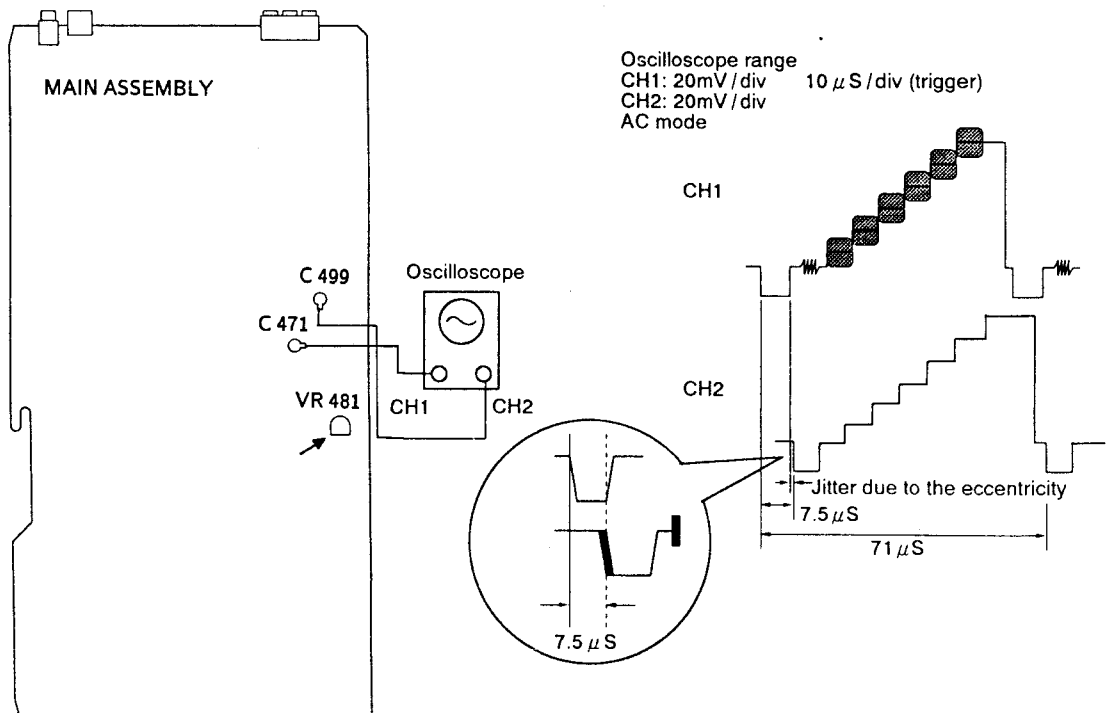 MAIN ASSEMBLY
Oscilloscope range
CH1: 20mV/div 10 μS/div (trigger)
CH2: 20mV/div
AC mode
CH1
C 499
Oscilloscope
C 471
VR 481
CH1
CH2
CH2
Jitter due to the eccentricity
7.5 μS
71 μS
7.5 μS